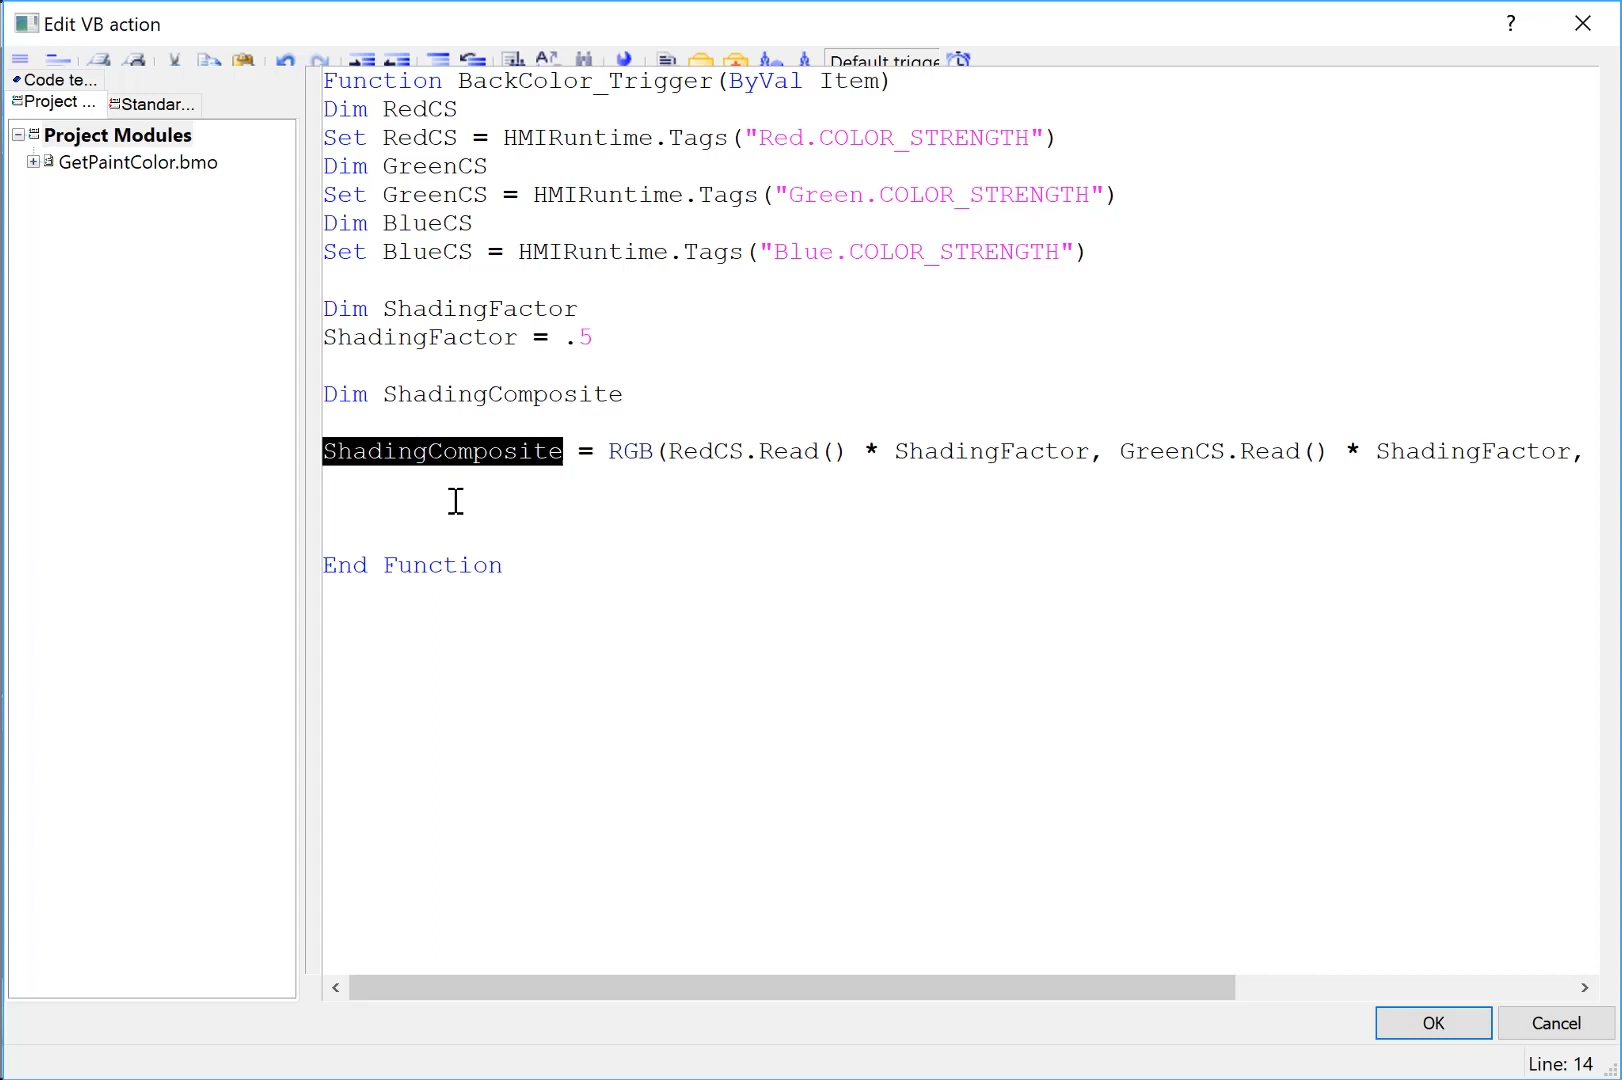 Edit VB action
?
Default trigge
Code te...
Project ...
Standar...
Project Modules
GetPaintColor.bmo
Function BackColor_Trigger(ByVal Item)
Dim RedCS
Set RedCS = HMIRuntime.Tags("Red.COLOR_STRENGTH")
Dim GreenCS
Set GreenCS = HMIRuntime.Tags("Green.COLOR_STRENGTH")
Dim BlueCS
Set BlueCS = HMIRuntime.Tags("Blue.COLOR_STRENGTH")
Dim ShadingFactor
ShadingFactor = .5
Dim ShadingComposite
ShadingComposite = RGB(RedCS.Read() * ShadingFactor, GreenCS.Read() * ShadingFactor,
End Function
OK
Cancel
Line: 14